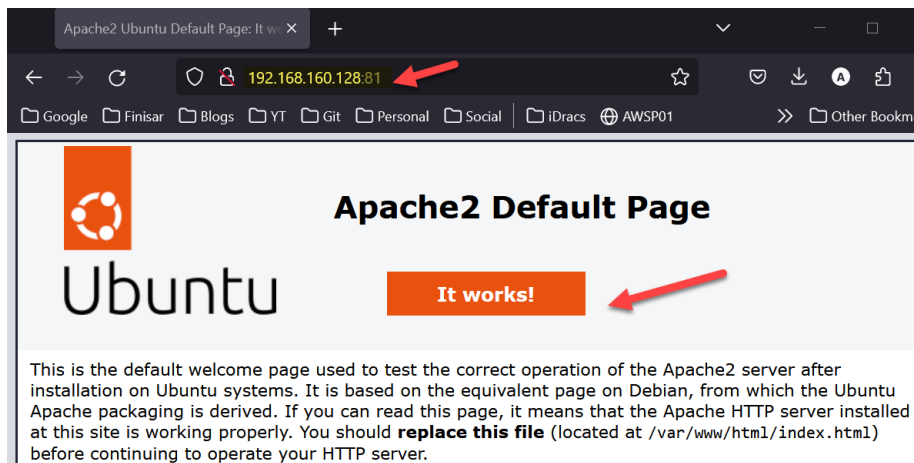 Apache2 Ubuntu Default Page: It wo
192.168.160.128:81
A
Google Finisar Blogs YT Git Personal Social iDracs AWSP01 Other Bookm
Apache2 Default Page
Ubuntu
It works!
This is the default welcome page used to test the correct operation of the Apache2 server after
installation on Ubuntu systems. It is based on the equivalent page on Debian, from which the Ubuntu
Apache packaging is derived. If you can read this page, it means that the Apache HTTP server installed
at this site is working properly. You should replace this file (located at /var/www/html/index.html)
before continuing to operate your HTTP server.